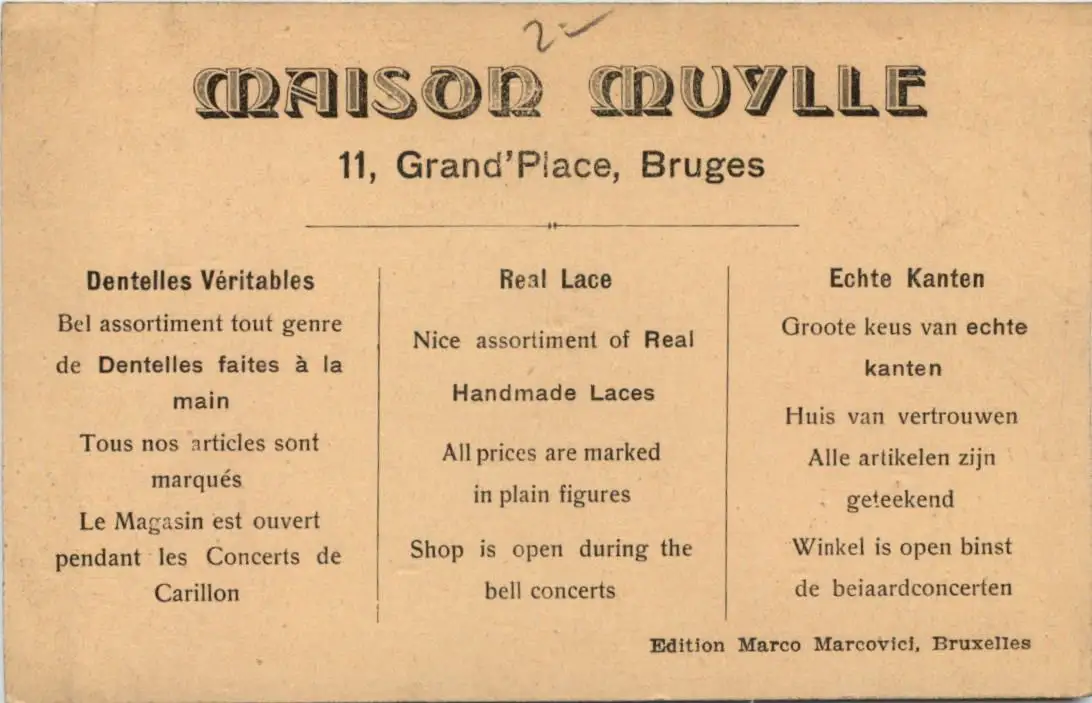 2=
MAISON MUYLLE
11, Grand'Place, Bruges
Dentelles Véritables
Bel assortiment tout genre
de Dentelles faites à la
main
Tous nos articles sont
marqués
Le Magasin est ouvert
pendant les Concerts de
Carillon
Real Lace
Nice assortiment of Real
Handmade Laces
All prices are marked
in plain figures
Shop is open during the
bell concerts
Echte Kanten
Groote keus van echte
kanten
Huis van vertrouwen
Alle artikelen zijn
geteekend
Winkel is open binst
de beiaardconcerten
Edition Marco Marcovici, Bruxelles